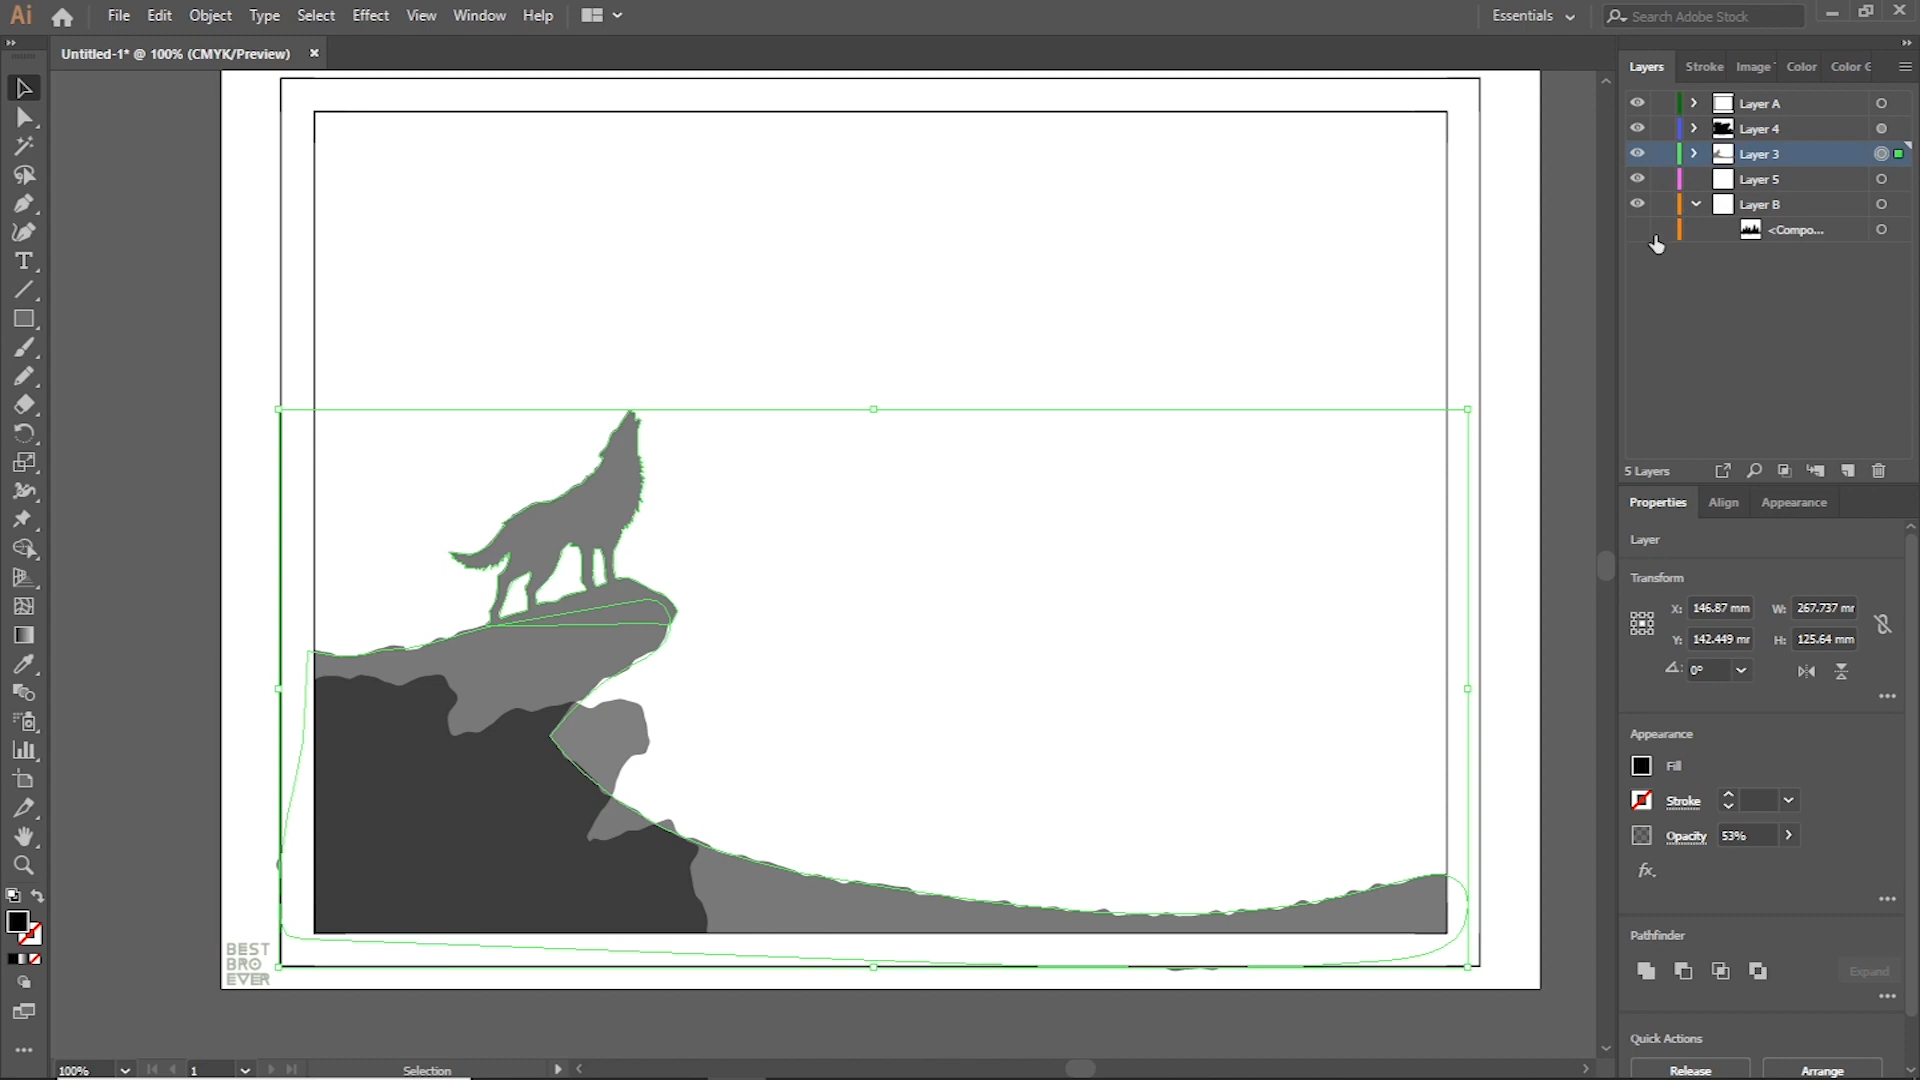 Ai File Edit Object Type Select Effect View Window Help Essentials Search Adobe Stock
Untitled-1* @ 100% (CMYK/Preview) ×
Layers Stroke Image Color Color G
Layer A
Layer 4
Layer 3
Layer 5
Layer B
<Compo...
5 Layers
Properties Align Appearance
Layer
Transform
X: 146.87 mm W: 267.737 mr
Y: 142.449 mr H: 125.64 mm
0°
Appearance
Fill
Stroke
Opacity 53%
fx.
Pathfinder
Expand
Quick Actions
Release Arrange
BEST
BRO
EVER
100% 1 Selection